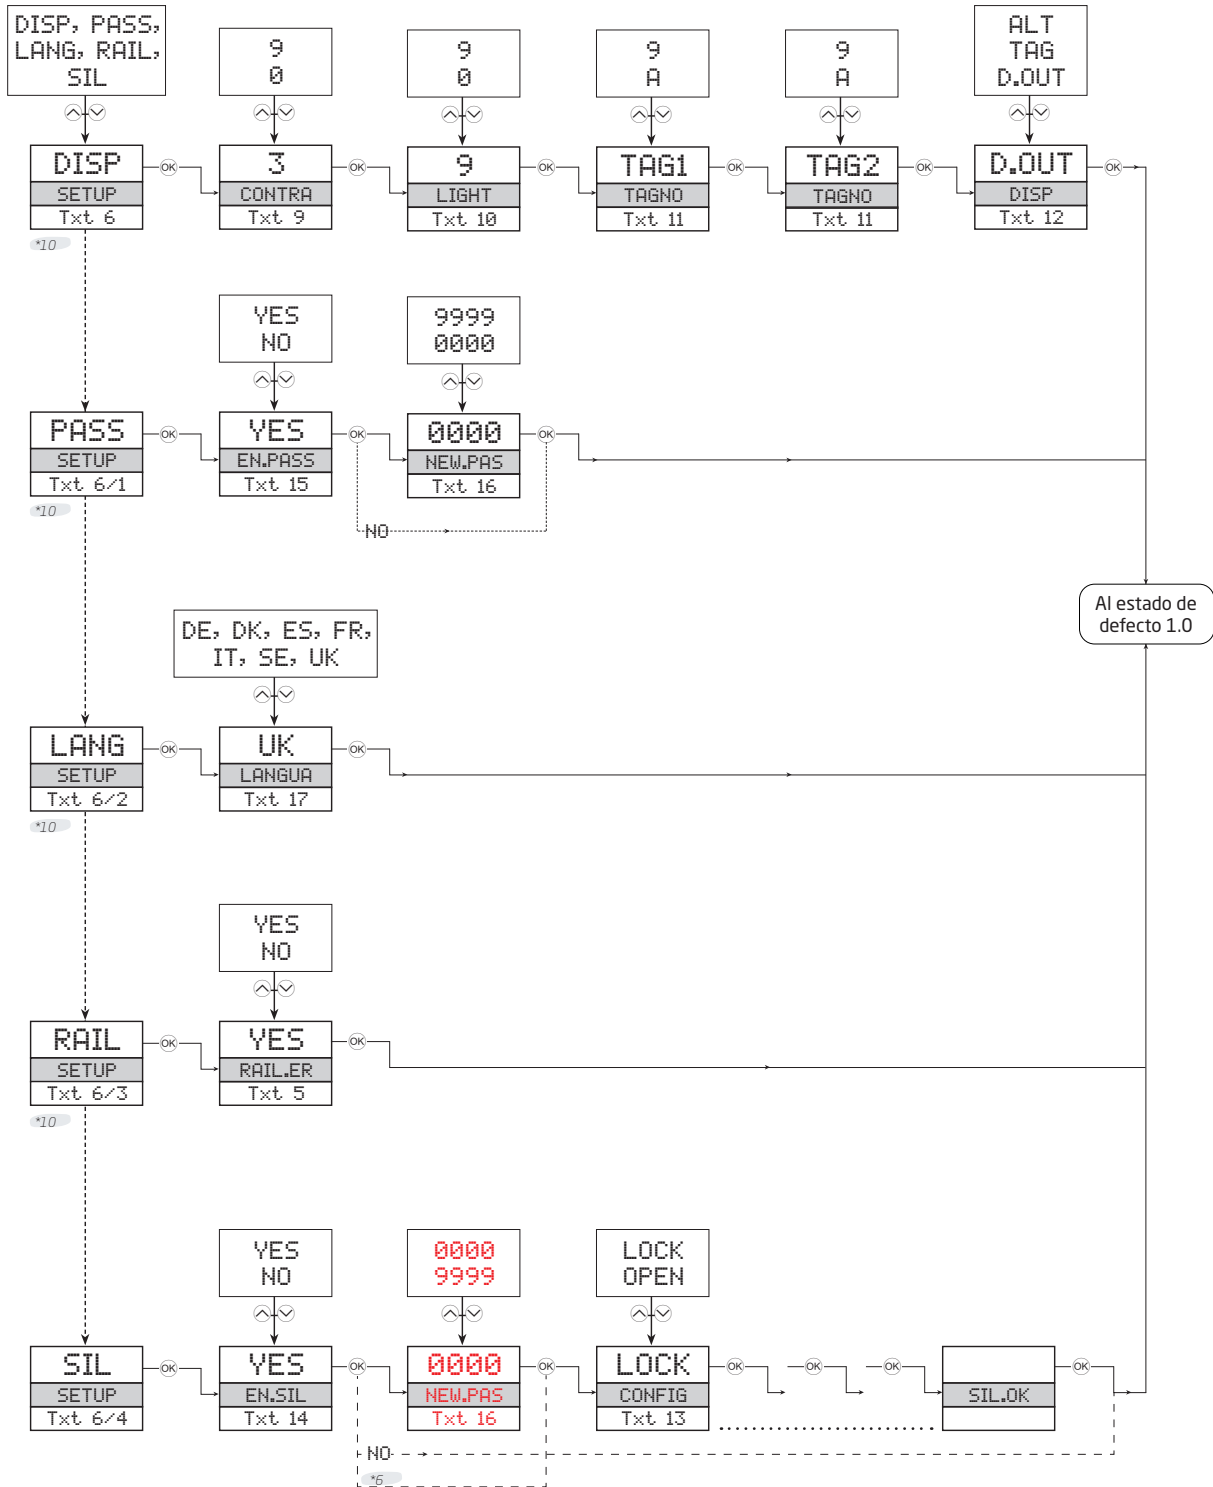 DISP, PASS,
LANG, RAIL,
SIL
9
0
9
0
9
A
9
A
ALT
TAG
D.OUT
DISP
SETUP
Txt 6
*10
OK
3
CONTRA
Txt 9
OK
9
LIGHT
Txt 10
OK
TAG1
TAGNO
Txt 11
OK
TAG2
TAGNO
Txt 11
OK
D.OUT
DISP
Txt 12
OK
YES
NO
9999
0000
PASS
SETUP
Txt 6/1
*10
OK
YES
EN.PASS
Txt 15
OK
0000
NEW.PAS
Txt 16
OK
NO
Al estado de
defecto 1.0
DE, DK, ES, FR,
IT, SE, UK
LANG
SETUP
Txt 6/2
*10
OK
UK
LANGUA
Txt 17
OK
YES
NO
RAIL
SETUP
Txt 6/3
*10
OK
YES
RAIL.ER
Txt 5
OK
YES
NO
0000
9999
LOCK
OPEN
SIL
SETUP
Txt 6/4
OK
YES
EN.SIL
Txt 14
OK
0000
NEW.PAS
Txt 16
OK
LOCK
CONFIG
Txt 13
OK
OK
OK
SIL.OK
OK
NO
*6